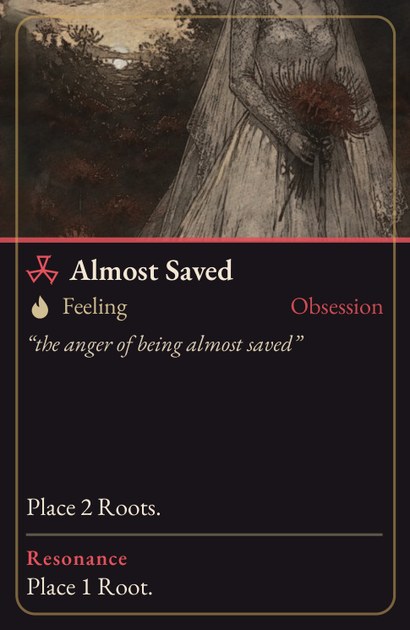 Almost Saved
Feeling Obsession
“the anger of being almost saved”
Place 2 Roots.
Resonance
Place 1 Root.